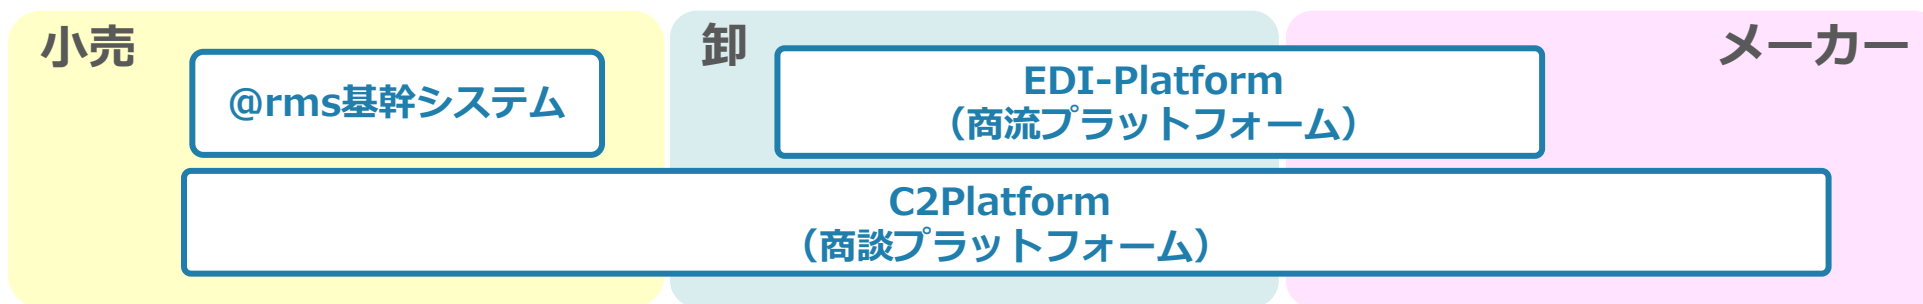 小売
卸
メーカー
@rms基幹システム
EDI-Platform
（商流プラットフォーム）
C2Platform
（商談プラットフォーム）